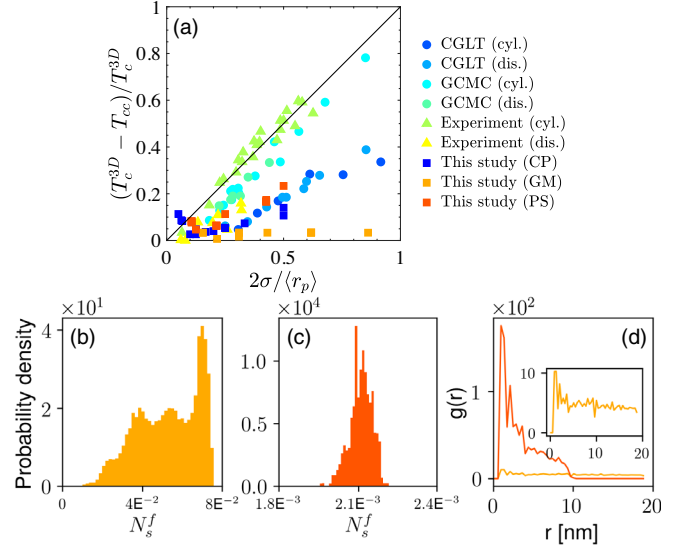 (a)
(T_c^{3D} − T_{cc})/T_c^{3D}
1
0.8
0.6
0.4
0.2
0
0
0.5
1
2σ/⟨r_p⟩
CGLT (cyl.)
CGLT (dis.)
GCMC (cyl.)
GCMC (dis.)
Experiment (cyl.)
Experiment (dis.)
This study (CP)
This study (GM)
This study (PS)
×10^1
(b)
Probability density
4
2
0
0
4E−2
8E−2
N_s^f
×10^4
(c)
1.0
0.5
0.0
1.8E−3
2.1E−3
2.4E−3
N_s^f
×10^2
(d)
g(r)
1
0
0
10
20
r [nm]
10
0
0
10
20